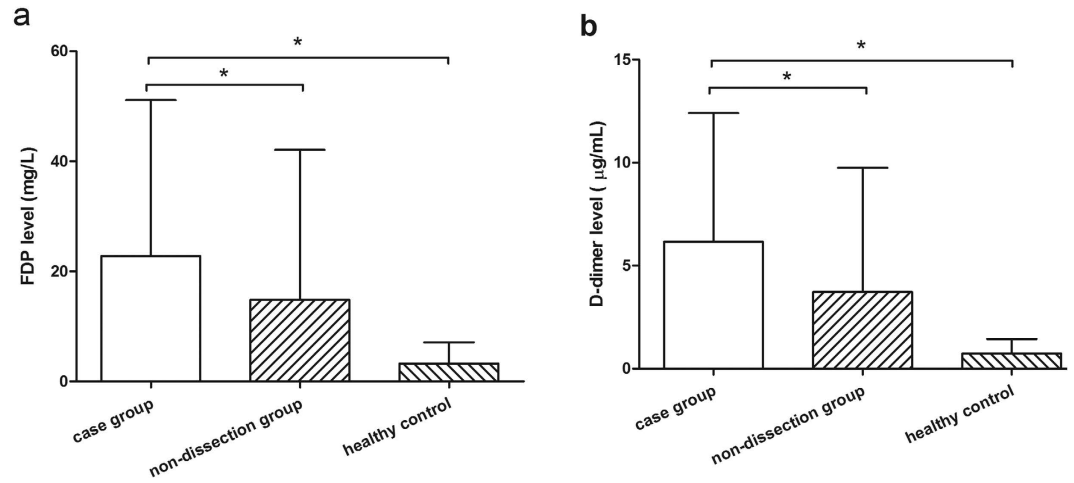 a
FDP level (mg/L)
60
40
20
0
*
*
case group
non-dissection group
healthy control
b
D-dimer level ( μg/mL)
15
10
5
0
*
*
case group
non-dissection group
healthy control